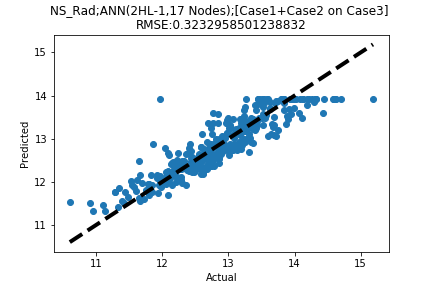 NS_Rad;ANN(2HL-1,17 Nodes);[Case1+Case2 on Case3]
RMSE:0.3232958501238832
15
14
13
12
11
Predicted
11 12 13 14 15
Actual